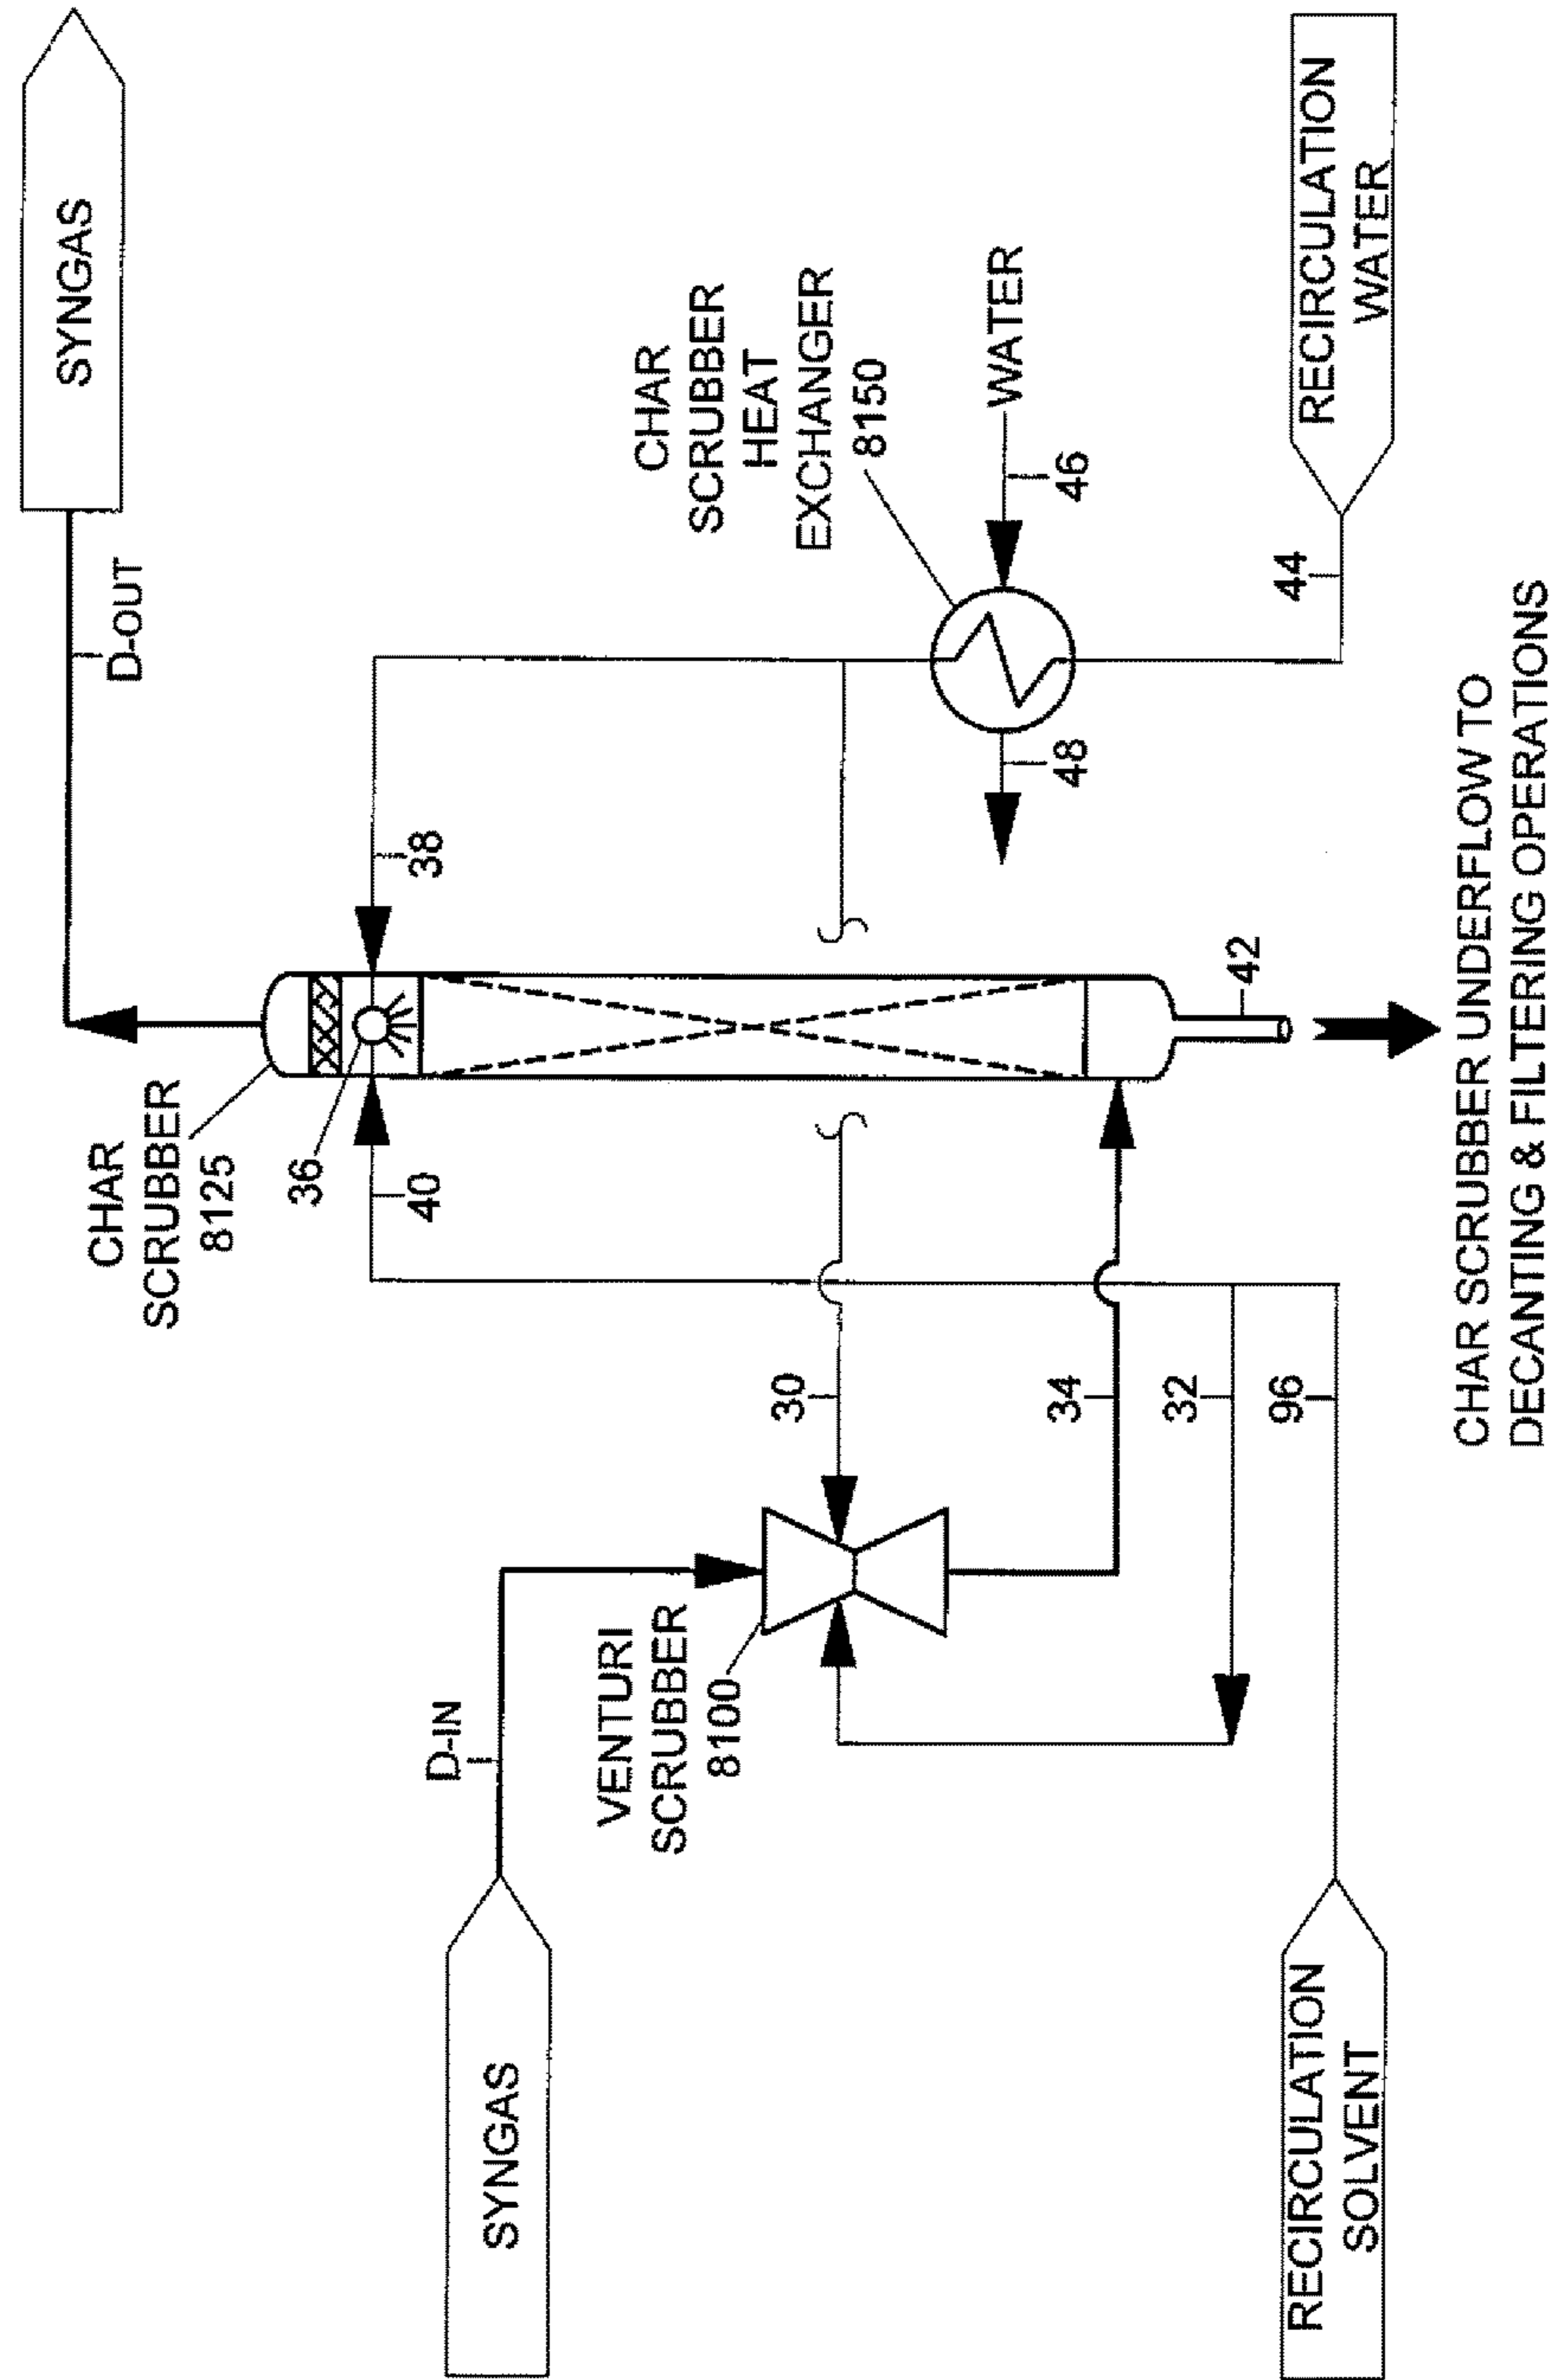 SYNGAS
D-OUT
CHAR
SCRUBBER
8125
36
40
38
CHAR
SCRUBBER
HEAT
EXCHANGER
8150
WATER
46
48
44
RECIRCULATION
WATER
SYNGAS
D-IN
VENTURI
SCRUBBER
8100
30
34
32
96
RECIRCULATION
SOLVENT
42
CHAR SCRUBBER UNDERFLOW TO
DECANTING & FILTERING OPERATIONS